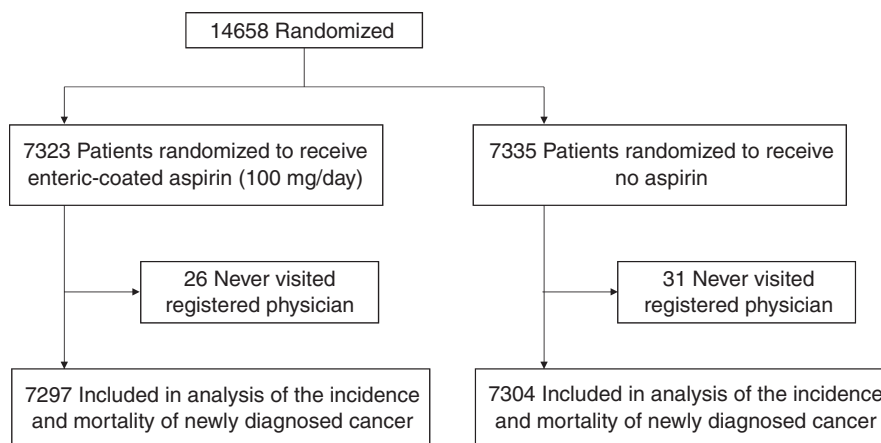 14658 Randomized
7323 Patients randomized to receive
enteric-coated aspirin (100 mg/day)
7335 Patients randomized to receive
no aspirin
26 Never visited
registered physician
31 Never visited
registered physician
7297 Included in analysis of the incidence
and mortality of newly diagnosed cancer
7304 Included in analysis of the incidence
and mortality of newly diagnosed cancer